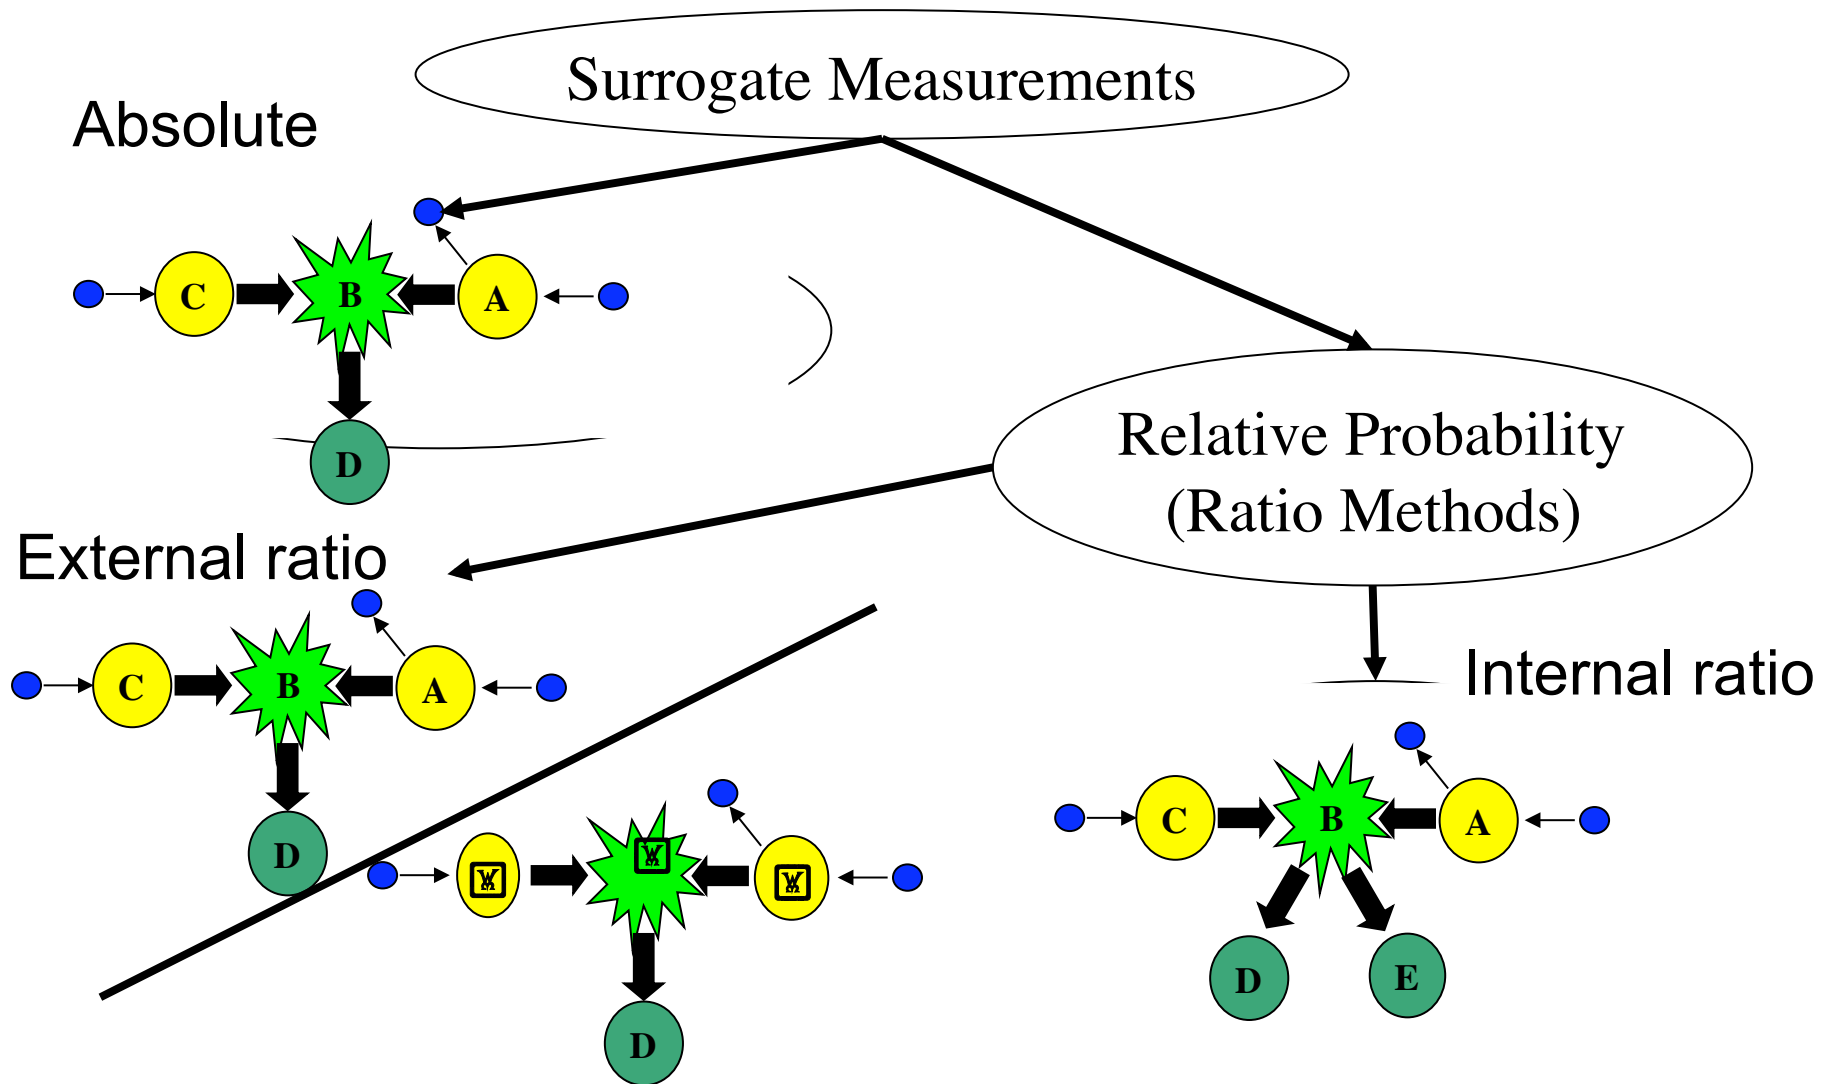 Surrogate Measurements
Absolute
C
B
A
D
Relative Probability
(Ratio Methods)
External ratio
C
B
A
D
Internal ratio
C
B
A
D
E
D